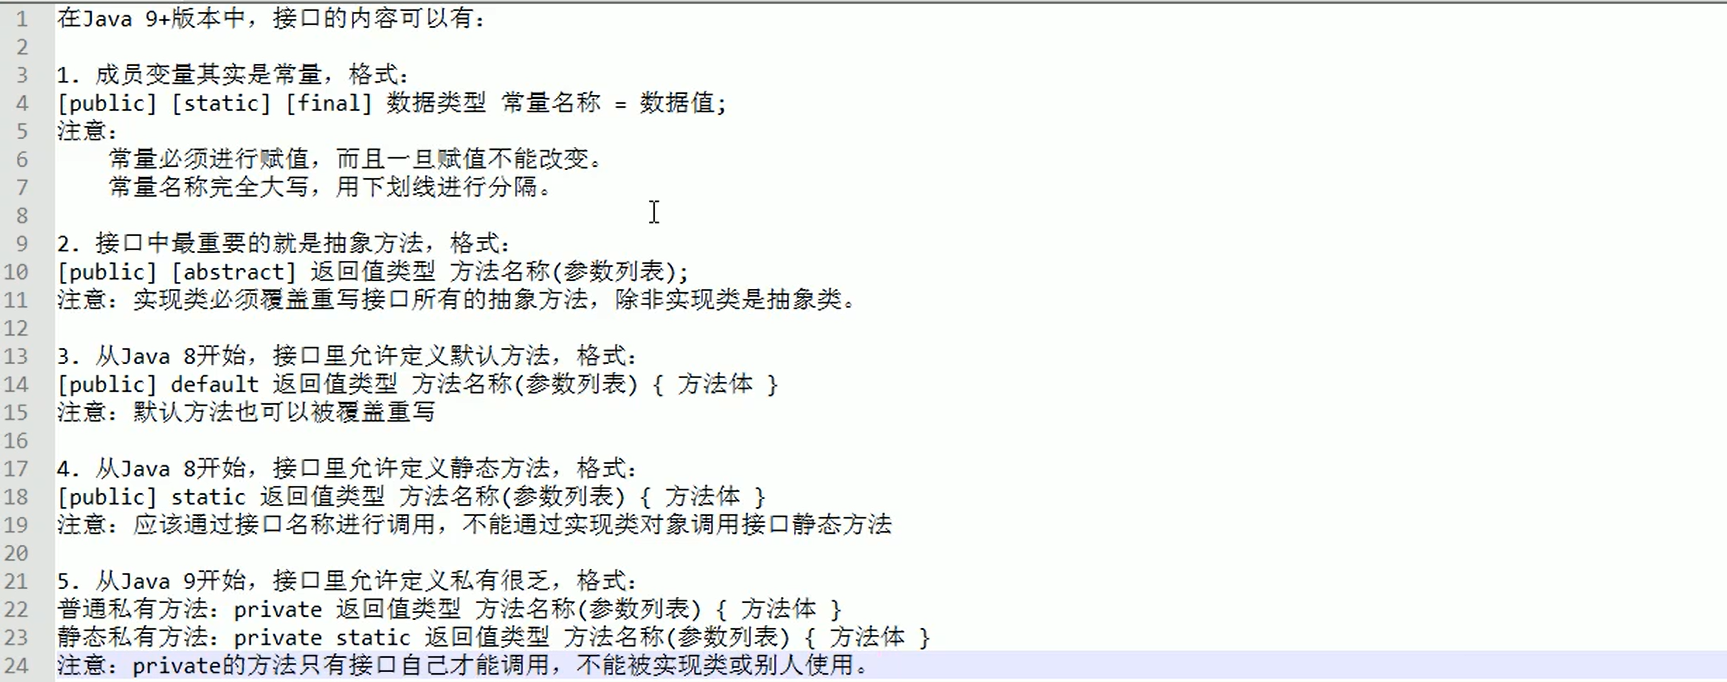 1 在Java 9+版本中，接口的内容可以有：
2
3 1. 成员变量其实是常量，格式：
4 [public] [static] [final] 数据类型 常量名称 = 数据值;
5 注意：
6 常量必须进行赋值，而且一旦赋值不能改变。
7 常量名称完全大写，用下划线进行分隔。
8
9 2. 接口中最重要的就是抽象方法，格式：
10 [public] [abstract] 返回值类型 方法名称(参数列表);
11 注意：实现类必须覆盖重写接口所有的抽象方法，除非实现类是抽象类。
12
13 3. 从Java 8开始，接口里允许定义默认方法，格式：
14 [public] default 返回值类型 方法名称(参数列表) { 方法体 }
15 注意：默认方法也可以被覆盖重写
16
17 4. 从Java 8开始，接口里允许定义静态方法，格式：
18 [public] static 返回值类型 方法名称(参数列表) { 方法体 }
19 注意：应该通过接口名称进行调用，不能通过实现类对象调用接口静态方法
20
21 5. 从Java 9开始，接口里允许定义私有很乏，格式：
22 普通私有方法：private 返回值类型 方法名称(参数列表) { 方法体 }
23 静态私有方法：private static 返回值类型 方法名称(参数列表) { 方法体 }
24 注意：private的方法只有接口自己才能调用，不能被实现类或别人使用。